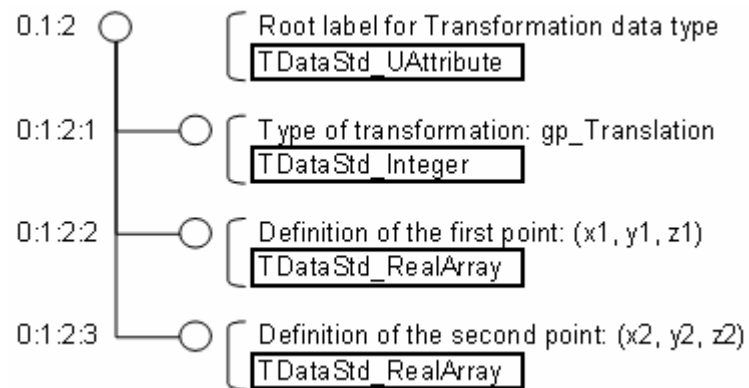 0.1:2 Root label for Transformation data type
TDataStd_UAttribute
0:1:2:1 Type of transformation: gp_Translation
TDataStd_Integer
0:1:2:2 Definition of the first point: (x1, y1, z1)
TDataStd_RealArray
0:1:2:3 Definition of the second point: (x2, y2, z2)
TDataStd_RealArray